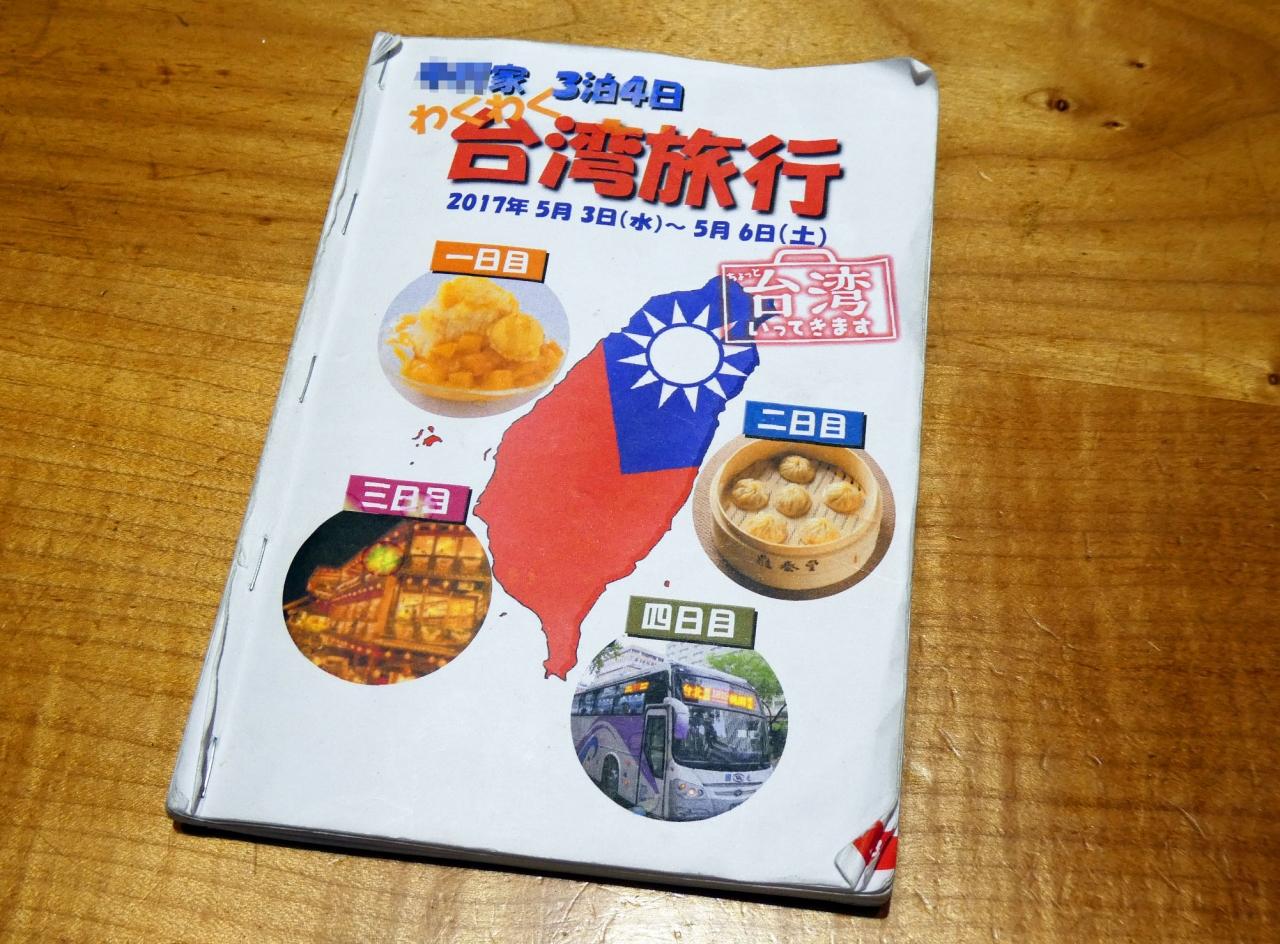 家 3泊4日
わくわく
台湾旅行
2017年 5月 3日(水)～ 5月 6日(土)
一日目
ちょっと
台湾
いってきます
二日目
三日目
四日目
台北